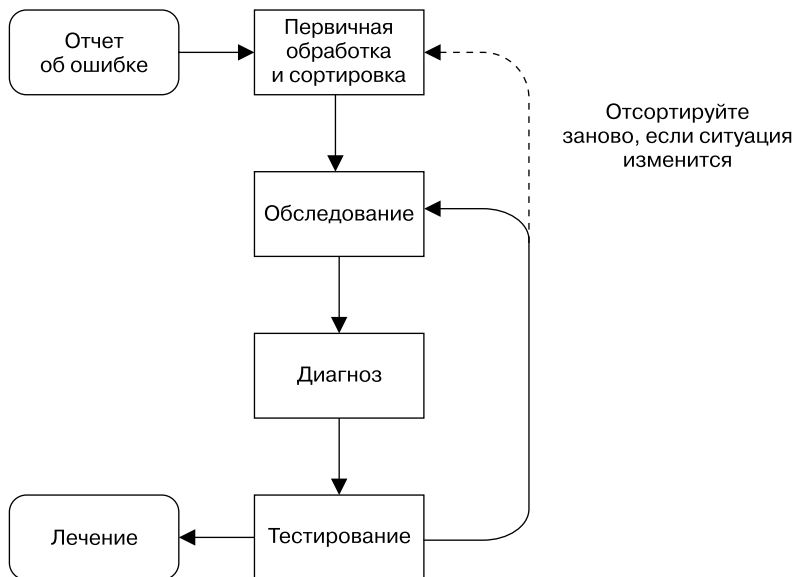 Отчет
об ошибке
Первичная
обработка
и сортировка
Отсортируйте
заново, если ситуация
изменится
Обследование
Диагноз
Лечение
Тестирование